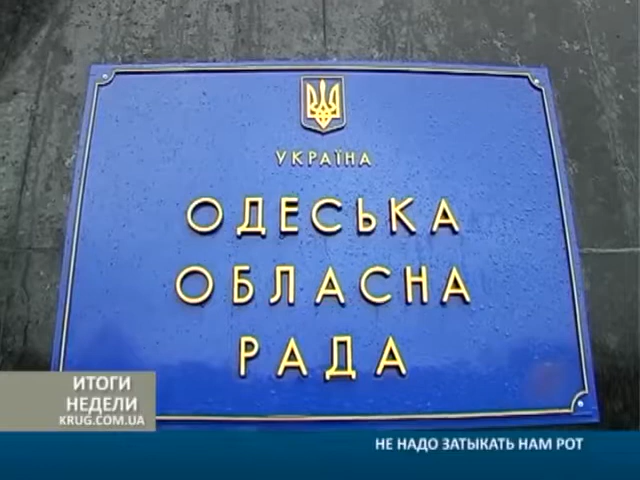 УКРАЇНА
ОДЕСЬКА
ОБЛАСНА
РАДА
ИТОГИ
НЕДЕЛИ
KRUG.COM.UA
НЕ НАДО ЗАТЫКАТЬ НАМ РОТ